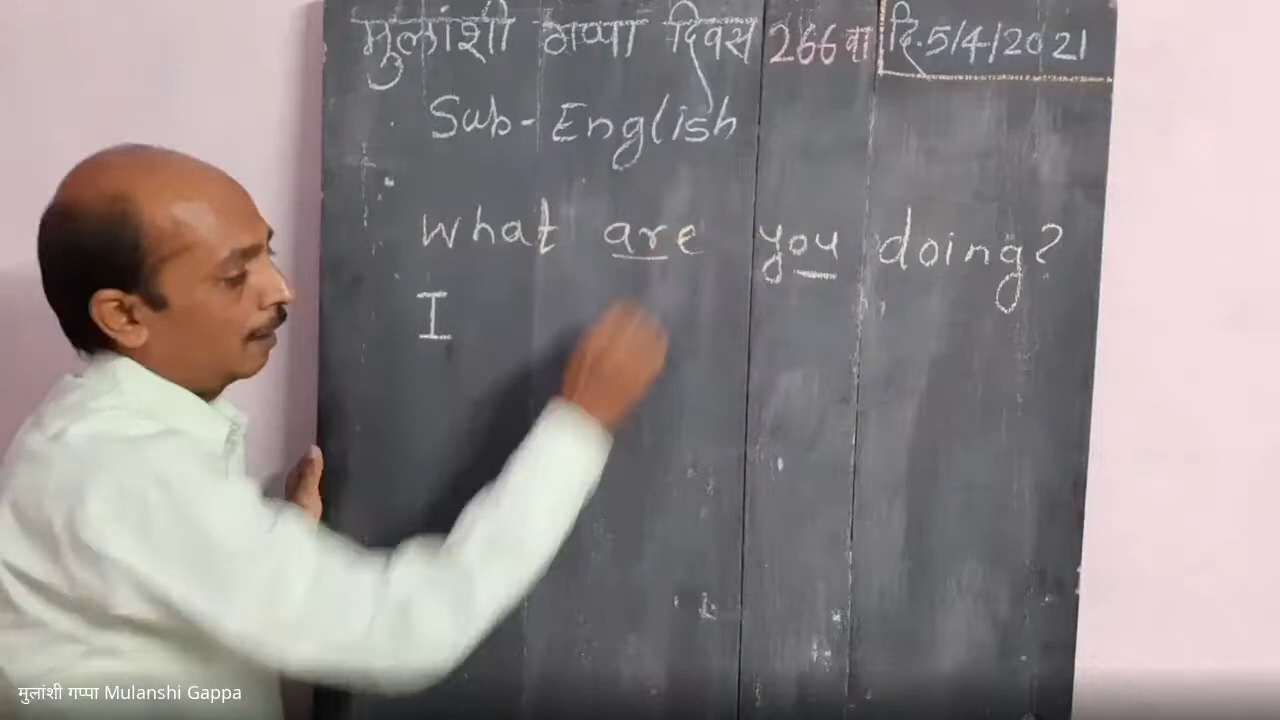 मुलांशी गप्पा दिवस 266 वा दि.5/4/2021
Sub-English
What are you doing?
I
मुलांशी गप्पा Mulanshi Gappa